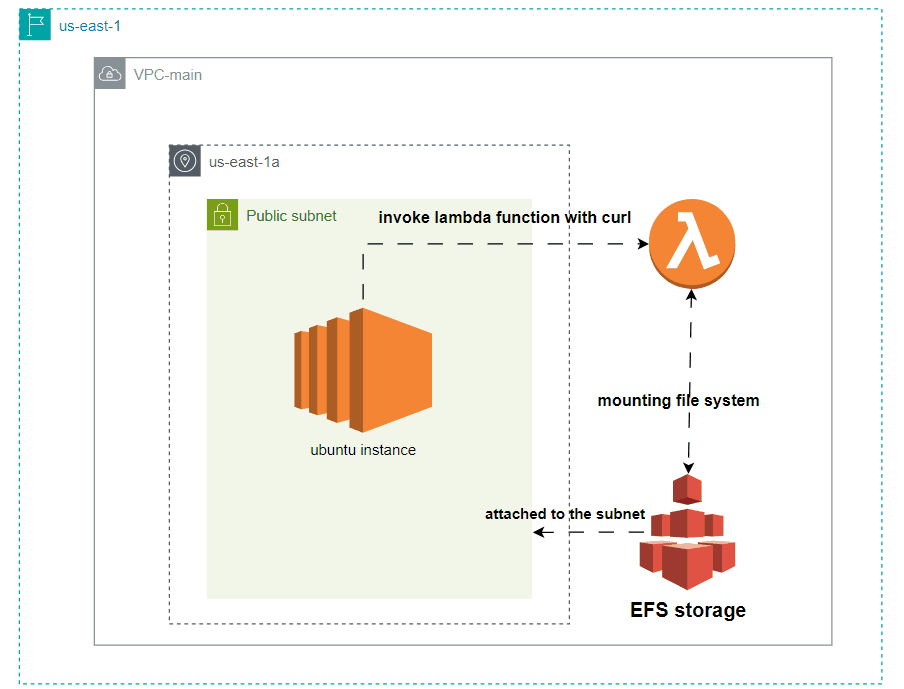 us-east-1
VPC-main
us-east-1a
Public subnet
invoke lambda function with curl
ubuntu instance
mounting file system
attached to the subnet
EFS storage